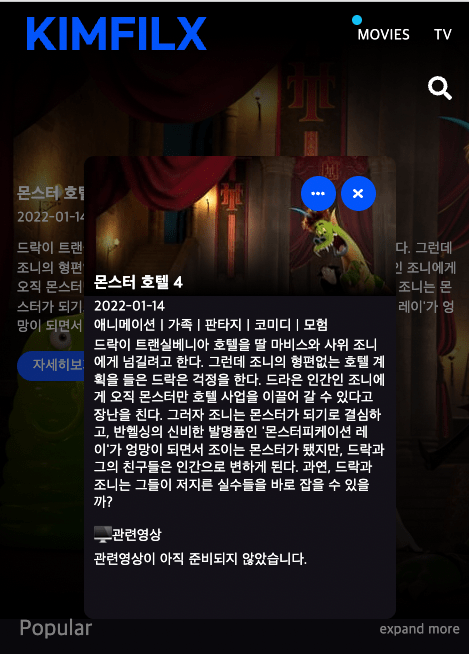 KIMFILX
MOVIES TV
몬스터 호텔
2022-01-14
드락이 트랜
다. 그런데
조니의 형편
인 조니에게
오직 몬스터
조니는 몬
스터가 되기
레이'가 엉
망이 되면서
자세히보
몬스터 호텔 4
2022-01-14
애니메이션 | 가족 | 판타지 | 코미디 | 모험
드락이 트랜실베니아 호텔을 딸 마비스와 사위 조니
에게 넘길려고 한다. 그런데 조니의 형편없는 호텔 계
획을 들은 드락은 걱정을 한다. 드라은 인간인 조니에
게 오직 몬스터만 호텔 사업을 이끌어 갈 수 있다고
장난을 친다. 그러자 조니는 몬스터가 되기로 결심하
고, 반헬싱의 신비한 발명품인 '몬스터피케이션 레
이'가 엉망이 되면서 조이는 몬스터가 됐지만, 드락과
그의 친구들은 인간으로 변하게 된다. 과연, 드락과
조니는 그들이 저지른 실수들을 바로 잡을 수 있을
까?
관련영상
관련영상이 아직 준비되지 않았습니다.
Popular
expand more